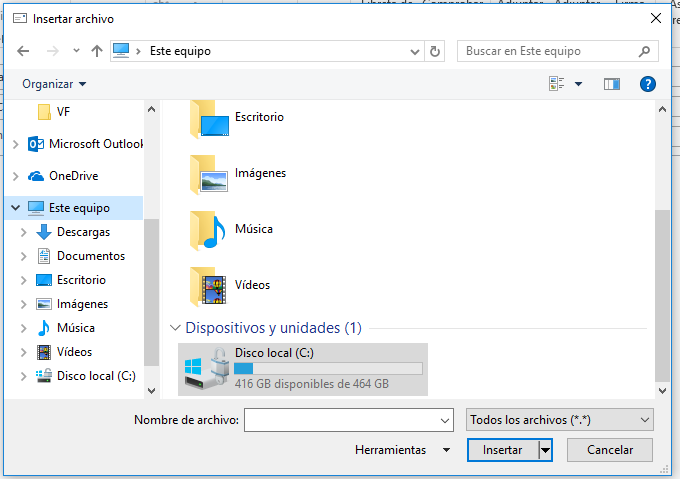 Insertar archivo
Este equipo
Buscar en Este equipo
Organizar
VF
Microsoft Outlook
OneDrive
Este equipo
Descargas
Documentos
Escritorio
Imágenes
Música
Vídeos
Disco local (C:)
Escritorio
Imágenes
Música
Vídeos
Dispositivos y unidades (1)
Disco local (C:)
416 GB disponibles de 464 GB
Nombre de archivo:
Todos los archivos (*.*)
Herramientas
Insertar
Cancelar